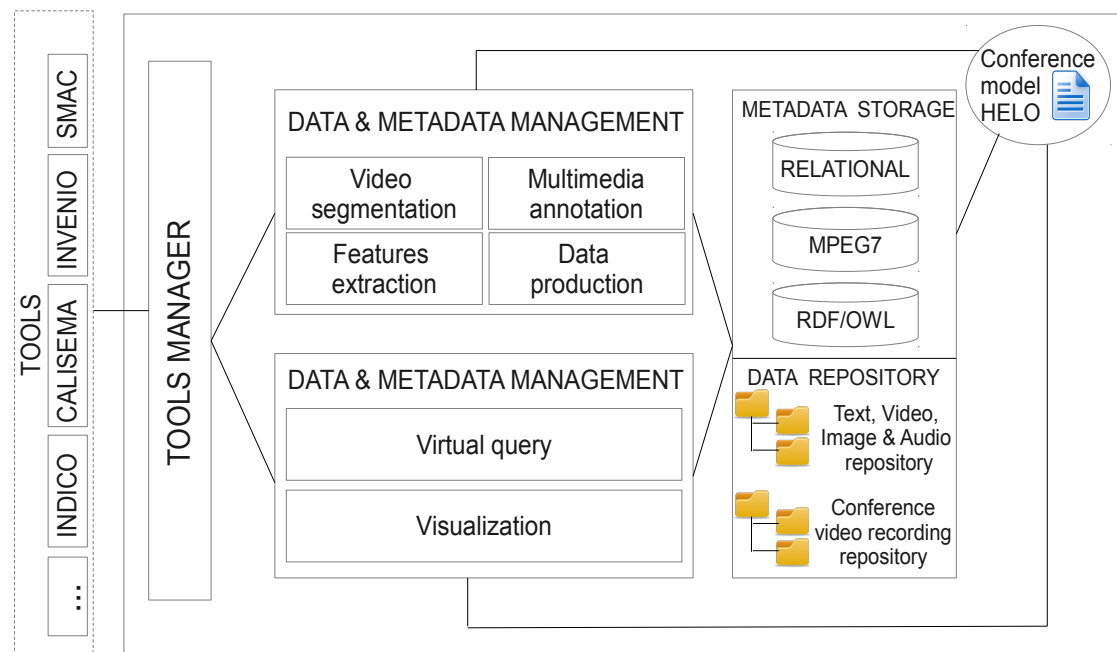 TOOLS
SMAC
INVENIO
CALISEMA
INDICO
...
TOOLS MANAGER
DATA & METADATA MANAGEMENT
Video
segmentation
Multimedia
annotation
Features
extraction
Data
production
DATA & METADATA MANAGEMENT
Virtual query
Visualization
METADATA STORAGE
RELATIONAL
MPEG7
RDF/OWL
DATA REPOSITORY
Text, Video,
Image & Audio
repository
Conference
video recording
repository
Conference
model
HELO